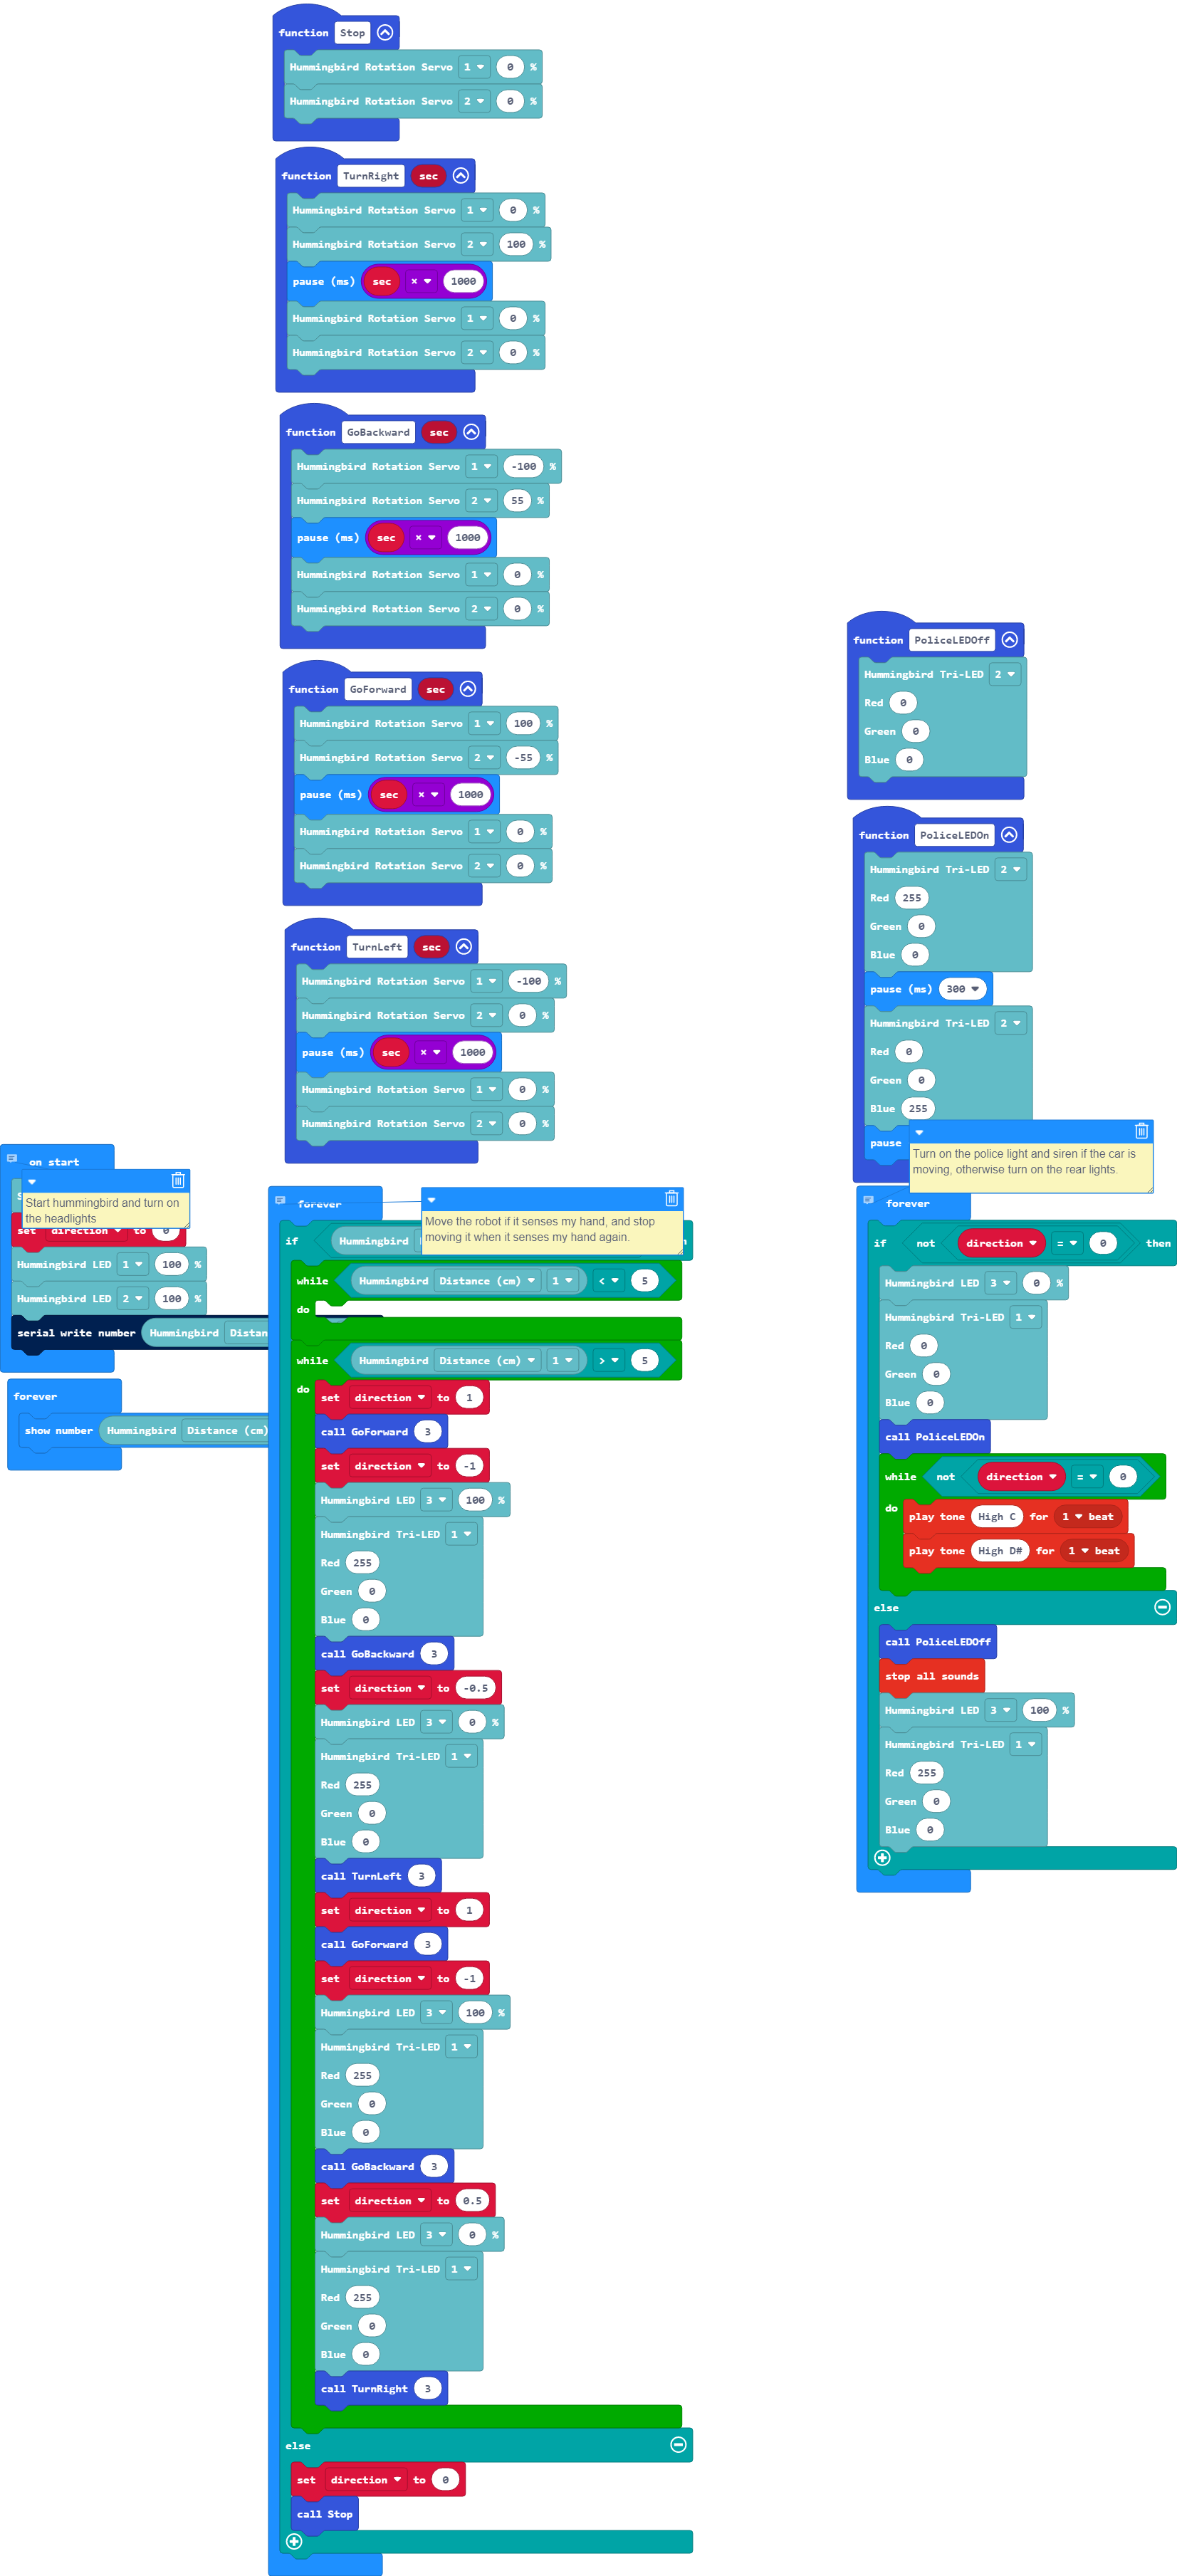 function Stop
Hummingbird Rotation Servo 1 0 %
Hummingbird Rotation Servo 2 0 %
function TurnRight sec
Hummingbird Rotation Servo 1 0 %
Hummingbird Rotation Servo 2 100 %
pause (ms) sec × 1000
Hummingbird Rotation Servo 1 0 %
Hummingbird Rotation Servo 2 0 %
function GoBackward sec
Hummingbird Rotation Servo 1 -100 %
Hummingbird Rotation Servo 2 55 %
pause (ms) sec × 1000
Hummingbird Rotation Servo 1 0 %
Hummingbird Rotation Servo 2 0 %
function GoForward sec
Hummingbird Rotation Servo 1 100 %
Hummingbird Rotation Servo 2 -55 %
pause (ms) sec × 1000
Hummingbird Rotation Servo 1 0 %
Hummingbird Rotation Servo 2 0 %
function TurnLeft sec
Hummingbird Rotation Servo 1 -100 %
Hummingbird Rotation Servo 2 0 %
pause (ms) sec × 1000
Hummingbird Rotation Servo 1 0 %
Hummingbird Rotation Servo 2 0 %
on start
Start hummingbird and turn on
the headlights
set direction to 0
Hummingbird LED 1 100 %
Hummingbird LED 2 100 %
serial write number Hummingbird Distan
forever
show number Hummingbird Distance (cm)
forever
Move the robot if it senses my hand, and stop
moving it when it senses my hand again.
if Hummingbird
while Hummingbird Distance (cm) 1 < 5
do
while Hummingbird Distance (cm) 1 > 5
do
set direction to 1
call GoForward 3
set direction to -1
Hummingbird LED 3 100 %
Hummingbird Tri-LED 1
Red 255
Green 0
Blue 0
call GoBackward 3
set direction to -0.5
Hummingbird LED 3 0 %
Hummingbird Tri-LED 1
Red 255
Green 0
Blue 0
call TurnLeft 3
set direction to 1
call GoForward 3
set direction to -1
Hummingbird LED 3 100 %
Hummingbird Tri-LED 1
Red 255
Green 0
Blue 0
call GoBackward 3
set direction to 0.5
Hummingbird LED 3 0 %
Hummingbird Tri-LED 1
Red 255
Green 0
Blue 0
call TurnRight 3
else
set direction to 0
call Stop
function PoliceLEDOff
Hummingbird Tri-LED 2
Red 0
Green 0
Blue 0
function PoliceLEDOn
Hummingbird Tri-LED 2
Red 255
Green 0
Blue 0
pause (ms) 300
Hummingbird Tri-LED 2
Red 0
Green 0
Blue 255
pause
Turn on the police light and siren if the car is
moving, otherwise turn on the rear lights.
forever
if not direction = 0 then
Hummingbird LED 3 0 %
Hummingbird Tri-LED 1
Red 0
Green 0
Blue 0
call PoliceLEDOn
while not direction = 0
do
play tone High C for 1 beat
play tone High D# for 1 beat
else
call PoliceLEDOff
stop all sounds
Hummingbird LED 3 100 %
Hummingbird Tri-LED 1
Red 255
Green 0
Blue 0